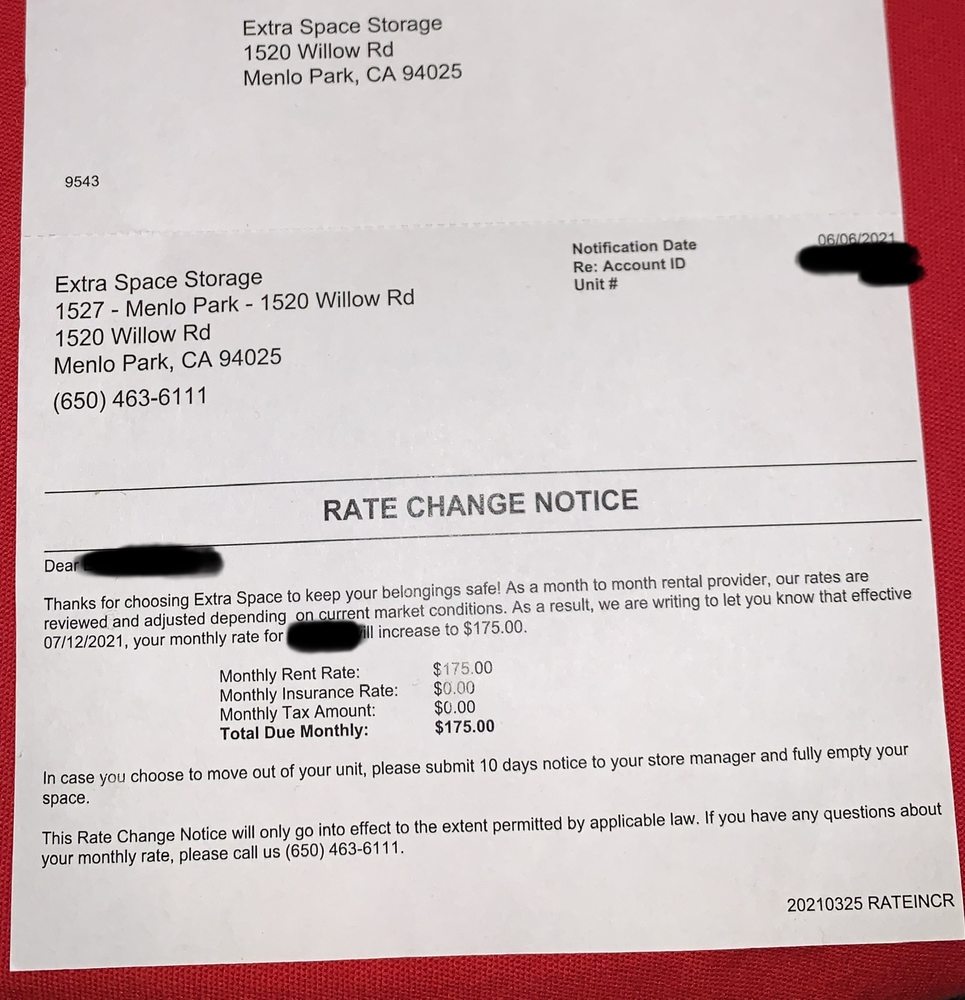 Extra Space Storage
1520 Willow Rd
Menlo Park, CA 94025
9543
Notification Date 06/06/2021
Re: Account ID
Unit #
Extra Space Storage
1527 - Menlo Park - 1520 Willow Rd
1520 Willow Rd
Menlo Park, CA 94025
(650) 463-6111
RATE CHANGE NOTICE
Dear
Thanks for choosing Extra Space to keep your belongings safe! As a month to month rental provider, our rates are
reviewed and adjusted depending on current market conditions. As a result, we are writing to let you know that effective
07/12/2021, your monthly rate for ill increase to $175.00.
Monthly Rent Rate: $175.00
Monthly Insurance Rate: $0.00
Monthly Tax Amount: $0.00
Total Due Monthly: $175.00
In case you choose to move out of your unit, please submit 10 days notice to your store manager and fully empty your
space.
This Rate Change Notice will only go into effect to the extent permitted by applicable law. If you have any questions about
your monthly rate, please call us (650) 463-6111.
20210325 RATEINCR